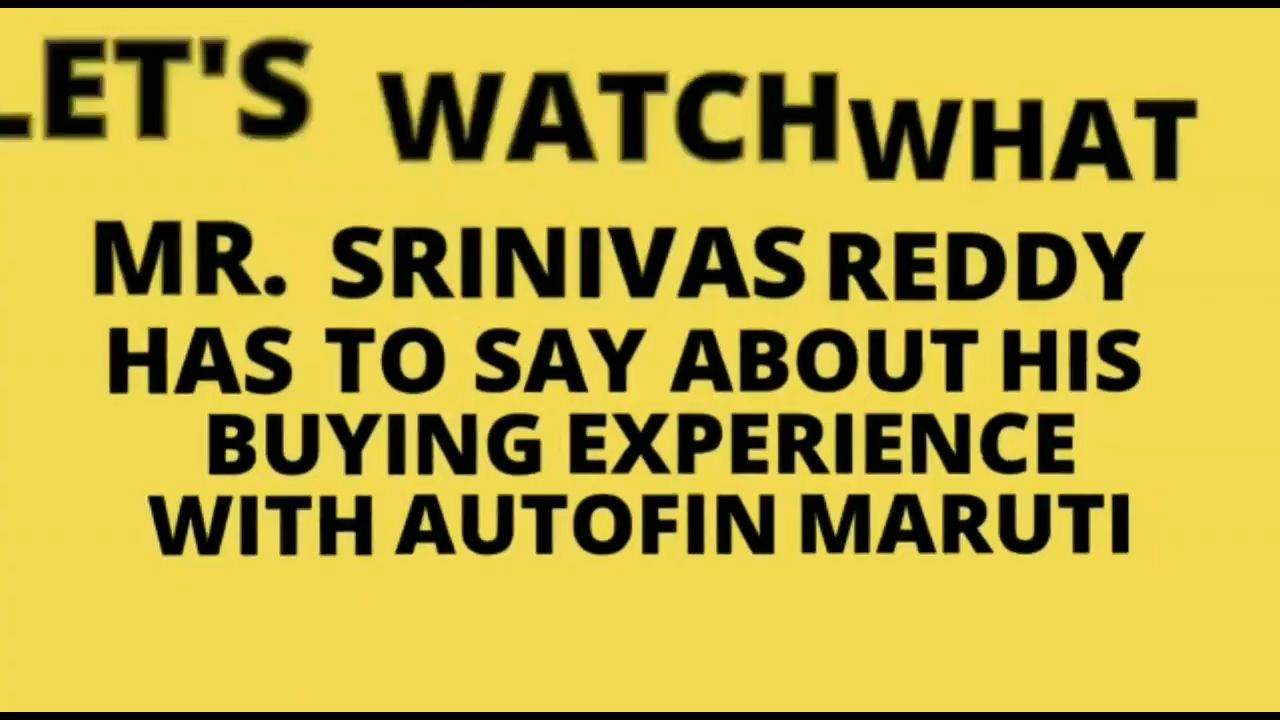 LET'S WATCH WHAT
MR. SRINIVAS REDDY
HAS TO SAY ABOUT HIS
BUYING EXPERIENCE
WITH AUTOFIN MARUTI